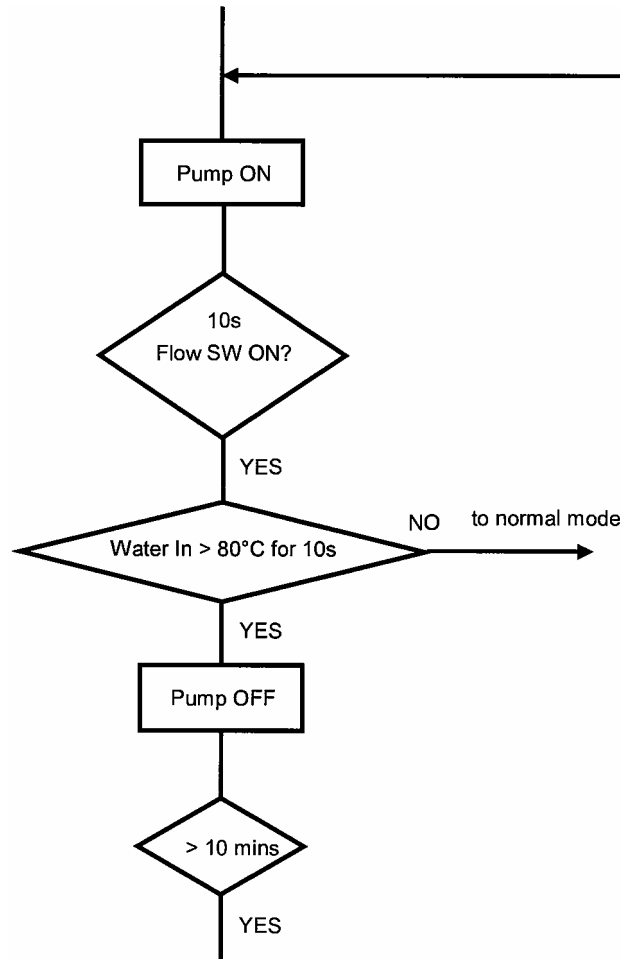 Pump ON
10s
Flow SW ON?
YES
Water In > 80°C for 10s
NO
to normal mode
YES
Pump OFF
> 10 mins
YES